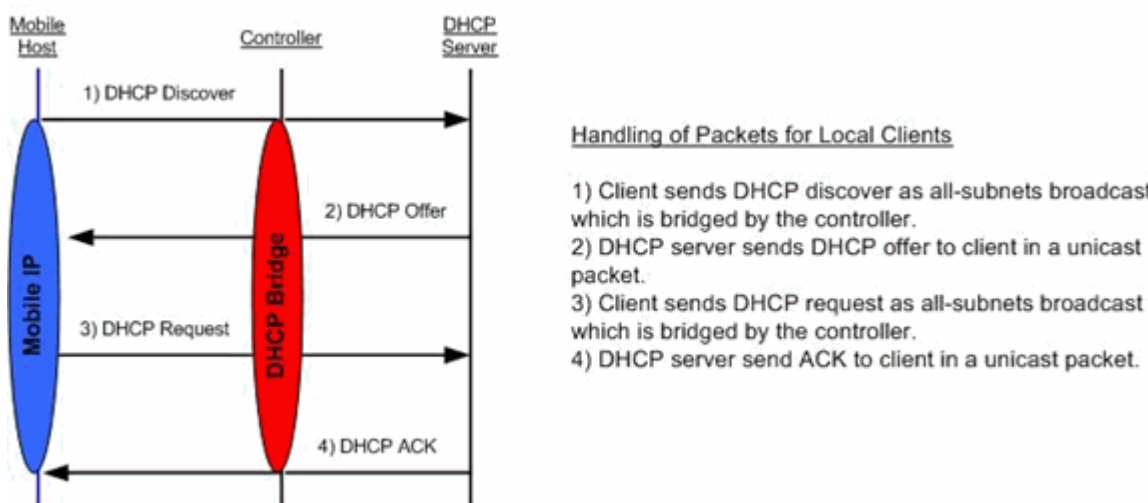 Mobile
Host
Controller
DHCP
Server
1) DHCP Discover
2) DHCP Offer
Mobile IP
DHCP Bridge
3) DHCP Request
4) DHCP ACK
Handling of Packets for Local Clients
1) Client sends DHCP discover as all-subnets broadcast
which is bridged by the controller.
2) DHCP server sends DHCP offer to client in a unicast
packet.
3) Client sends DHCP request as all-subnets broadcast
which is bridged by the controller.
4) DHCP server send ACK to client in a unicast packet.